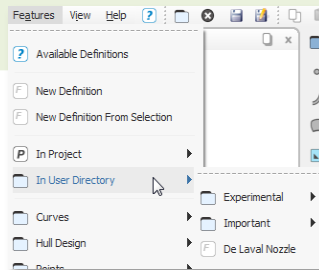 Features View Help ?
? Available Definitions
F New Definition
F New Definition From Selection
P In Project
In User Directory
Experimental
Curves
Important
Hull Design
F De Laval Nozzle
Points